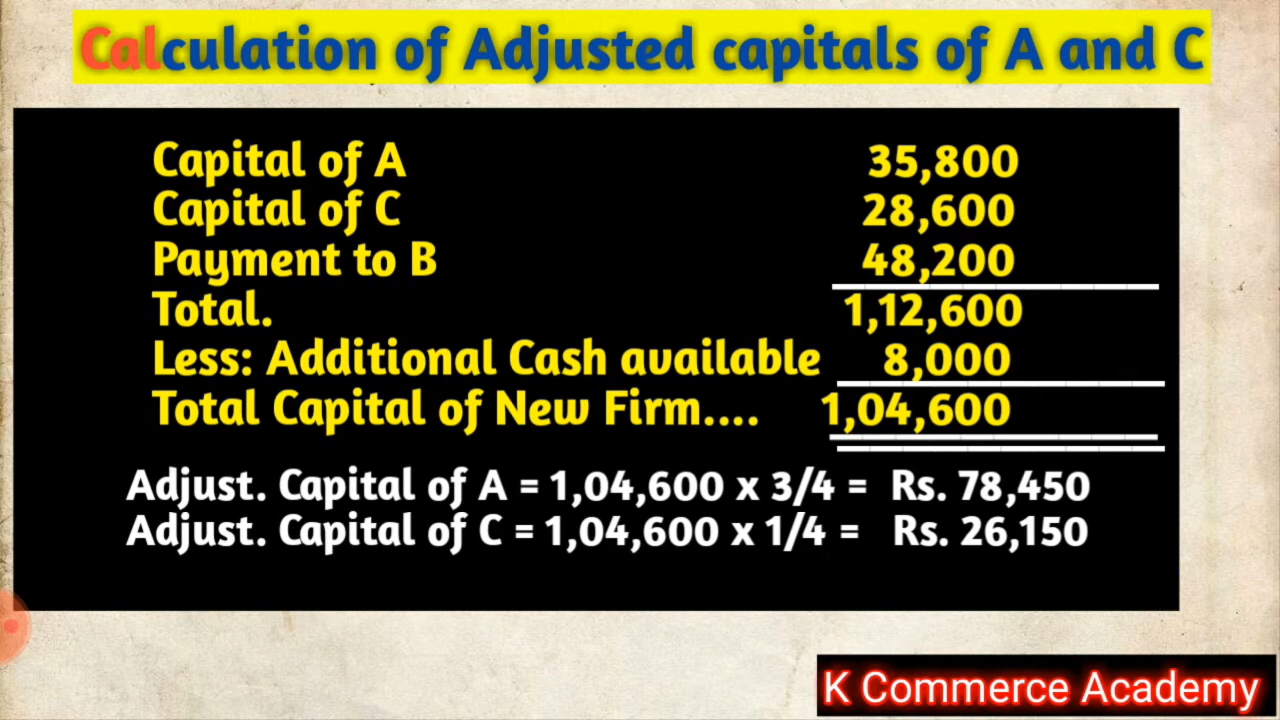 Calculation of Adjusted capitals of A and C
Capital of A 35,800
Capital of C 28,600
Payment to B 48,200
Total. 1,12,600
Less: Additional Cash available 8,000
Total Capital of New Firm.... 1,04,600
Adjust. Capital of A = 1,04,600 x 3/4 = Rs. 78,450
Adjust. Capital of C = 1,04,600 x 1/4 = Rs. 26,150
K Commerce Academy